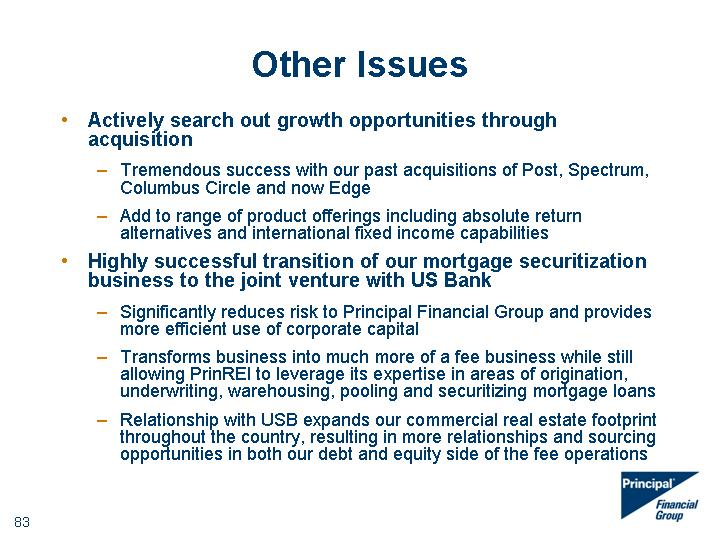 Other Issues
• Actively search out growth opportunities through
acquisition
– Tremendous success with our past acquisitions of Post, Spectrum,
Columbus Circle and now Edge
– Add to range of product offerings including absolute return
alternatives and international fixed income capabilities
• Highly successful transition of our mortgage securitization
business to the joint venture with US Bank
– Significantly reduces risk to Principal Financial Group and provides
more efficient use of corporate capital
– Transforms business into much more of a fee business while still
allowing PrinREI to leverage its expertise in areas of origination,
underwriting, warehousing, pooling and securitizing mortgage loans
– Relationship with USB expands our commercial real estate footprint
throughout the country, resulting in more relationships and sourcing
opportunities in both our debt and equity side of the fee operations
Principal®
Financial
Group
83